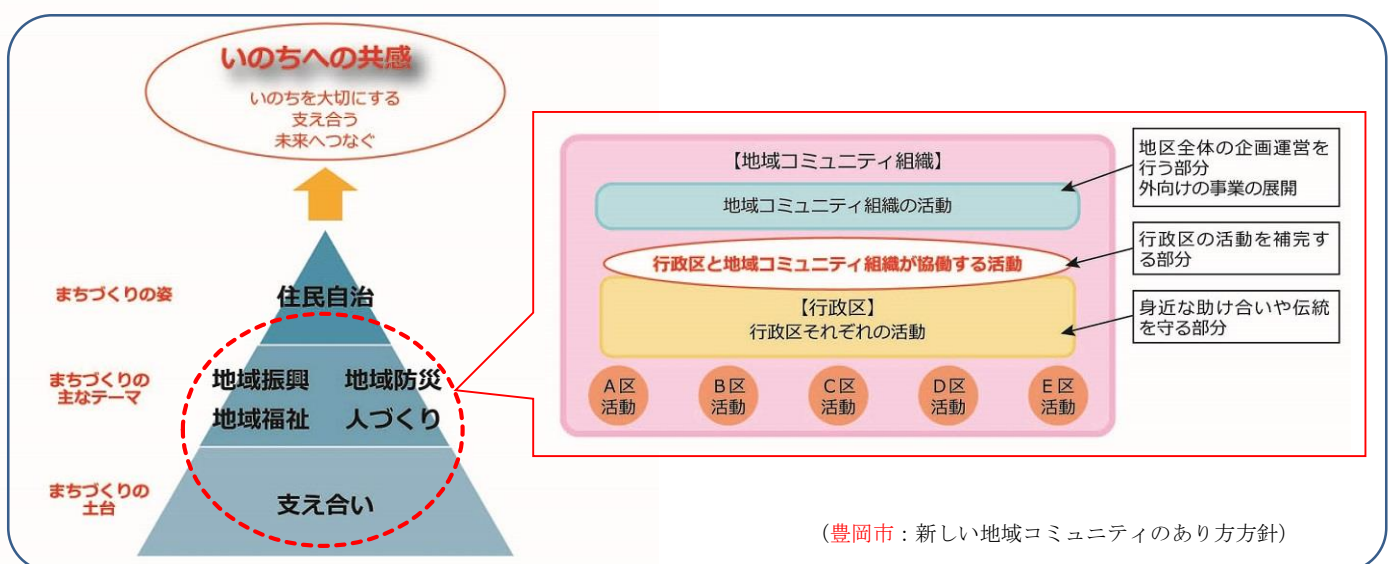 いのちへの共感
いのちを大切にする
支え合う
未来へつなぐ
まちづくりの姿
住民自治
まちづくりの
主なテーマ
地域振興 地域防災
地域福祉 人づくり
まちづくりの
土台
支え合い
【地域コミュニティ組織】
地域コミュニティ組織の活動
行政区と地域コミュニティ組織が協働する活動
【行政区】
行政区それぞれの活動
A区
活動
B区
活動
C区
活動
D区
活動
E区
活動
地区全体の企画運営を
行う部分
外向けの事業の展開
行政区の活動を補完す
る部分
身近な助け合いや伝統
を守る部分
(豊岡市:新しい地域コミュニティのあり方方針)